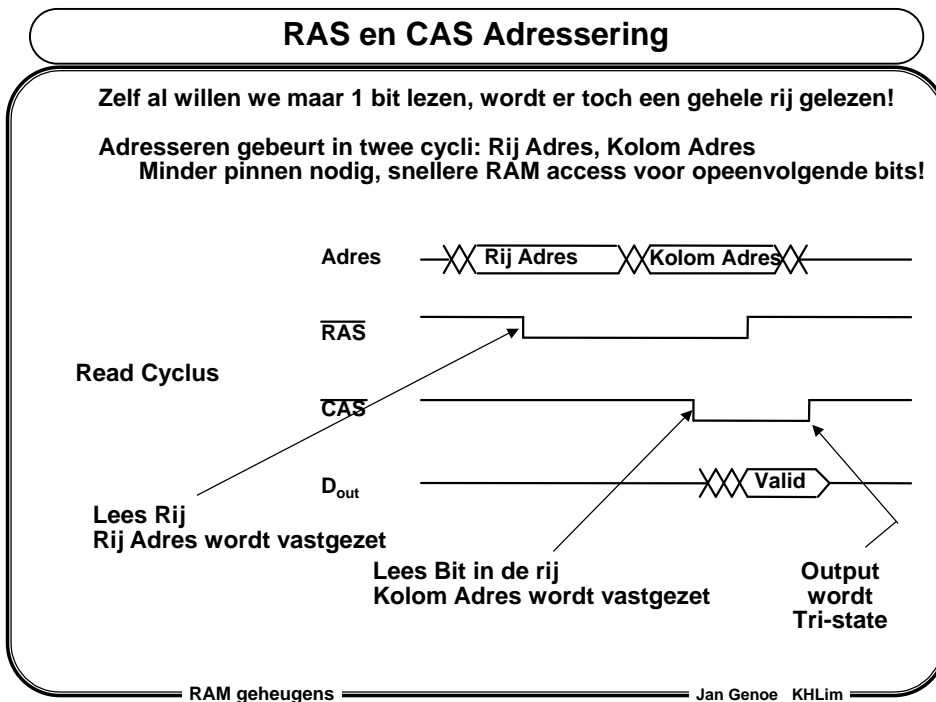 RAS en CAS Adressering
Zelf al willen we maar 1 bit lezen, wordt er toch een gehele rij gelezen!
Adresseren gebeurt in twee cycli: Rij Adres, Kolom Adres
Minder pinnen nodig, snellere RAM access voor opeenvolgende bits!
Adres
Rij Adres
Kolom Adres
RAS
Read Cyclus
CAS
Dout
Valid
Lees Rij
Rij Adres wordt vastgezet
Lees Bit in de rij
Kolom Adres wordt vastgezet
Output
wordt
Tri-state
RAM geheugens
Jan Genoe KHLim